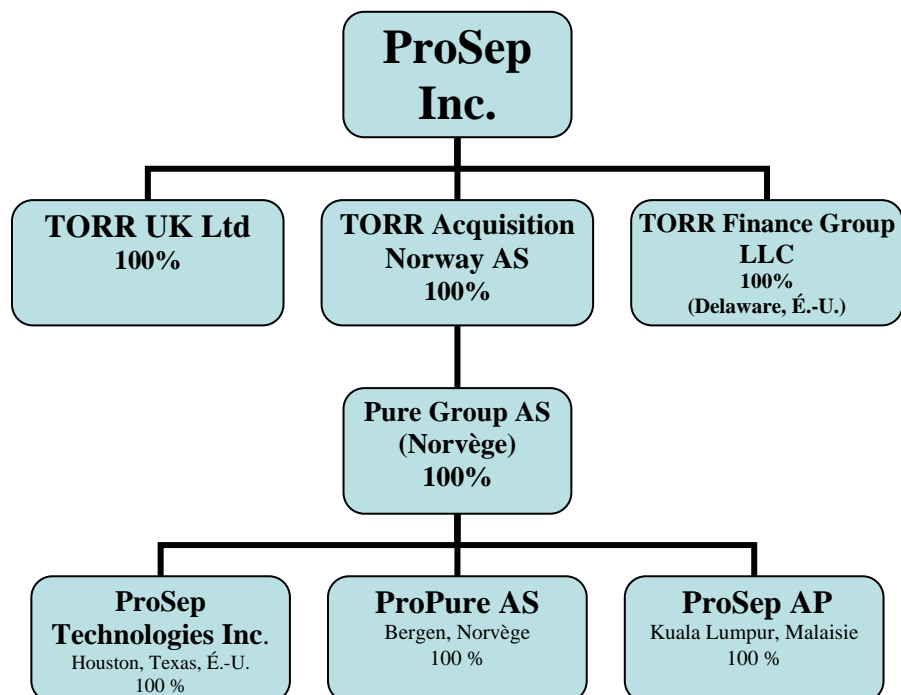 ProSep
Inc.
TORR UK Ltd
100%
TORR Acquisition
Norway AS
100%
TORR Finance Group
LLC
100%
(Delaware, É.-U.)
Pure Group AS
(Norvège)
100%
ProSep
Technologies Inc.
Houston, Texas, É.-U.
100 %
ProPure AS
Bergen, Norvège
100 %
ProSep AP
Kuala Lumpur, Malaisie
100 %